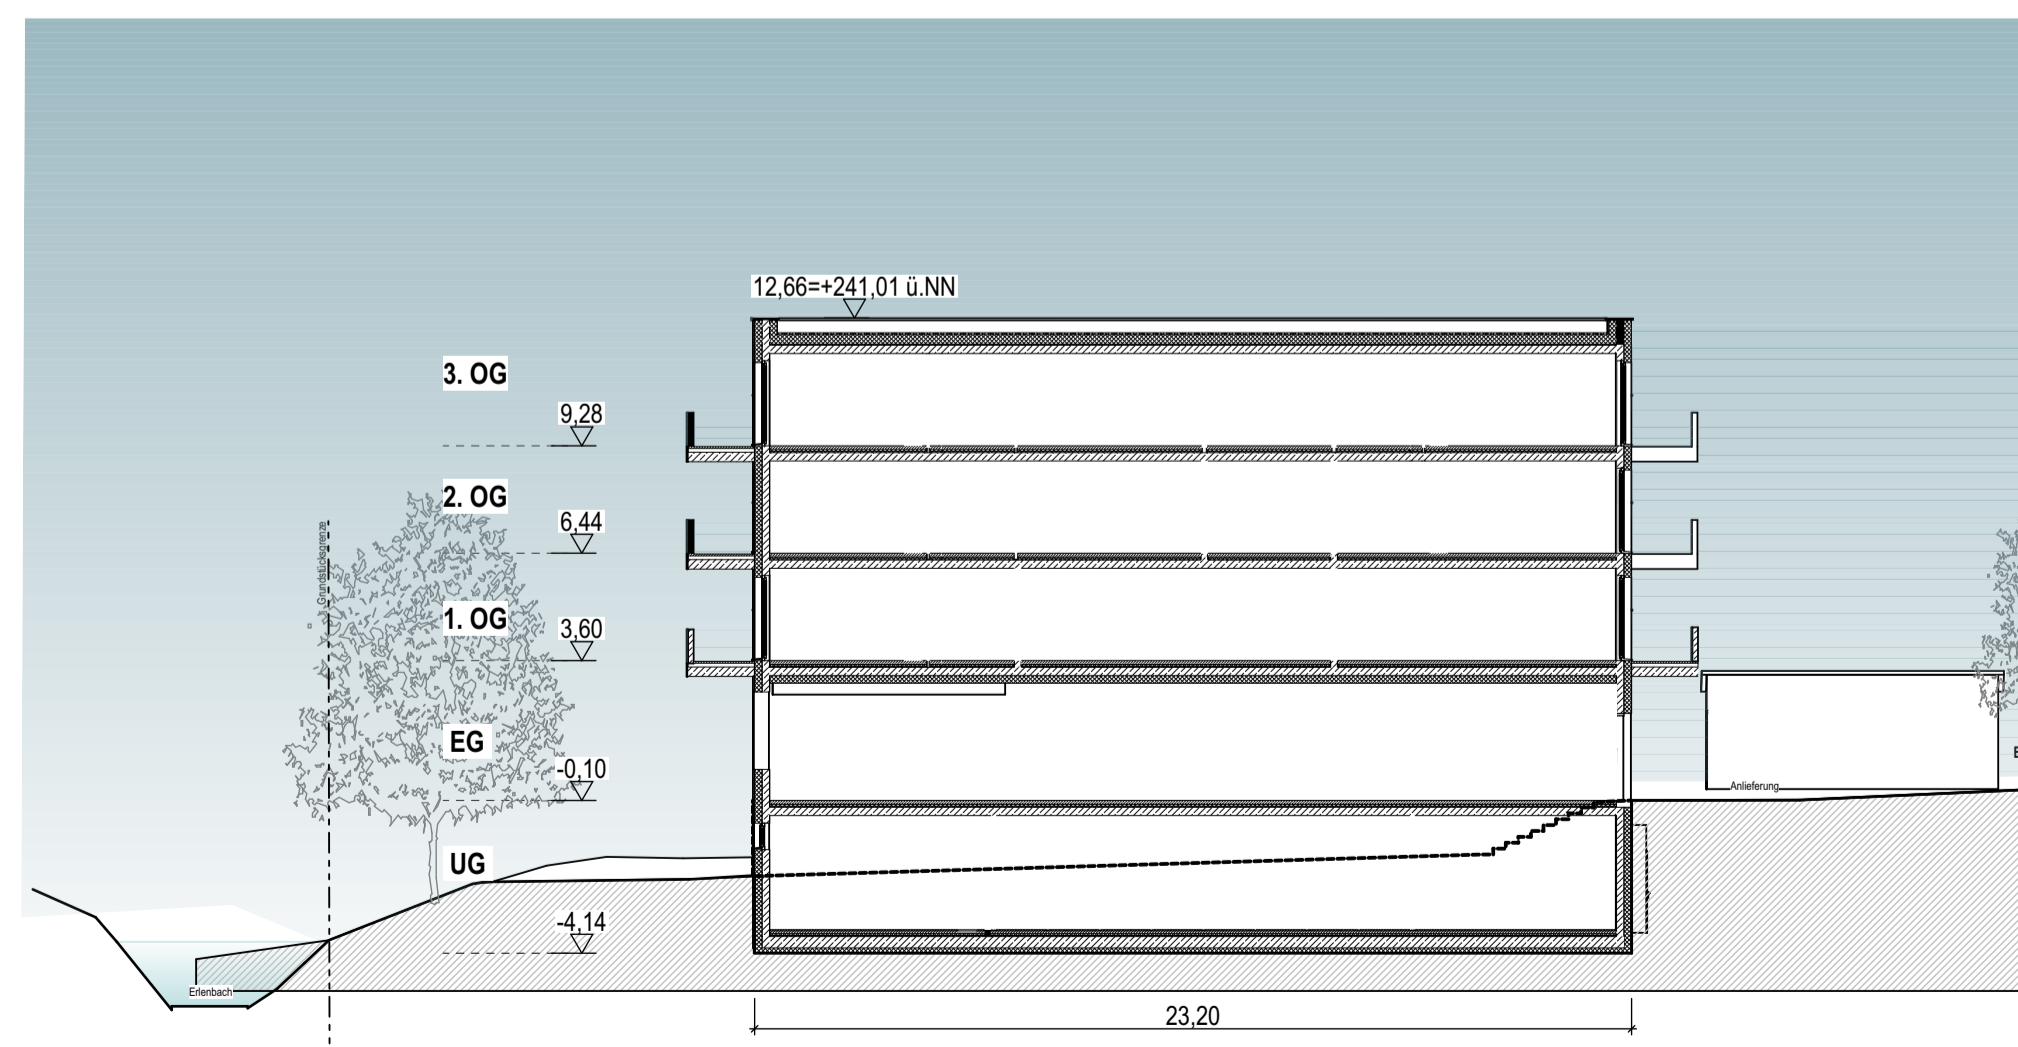 12,66=+241,01 ü.NN
3. OG
9,28
2. OG
6,44
Grundstücksgrenze
1. OG
3,60
EG
-0,10
Anlieferung
UG
-4,14
Erlenbach
23,20